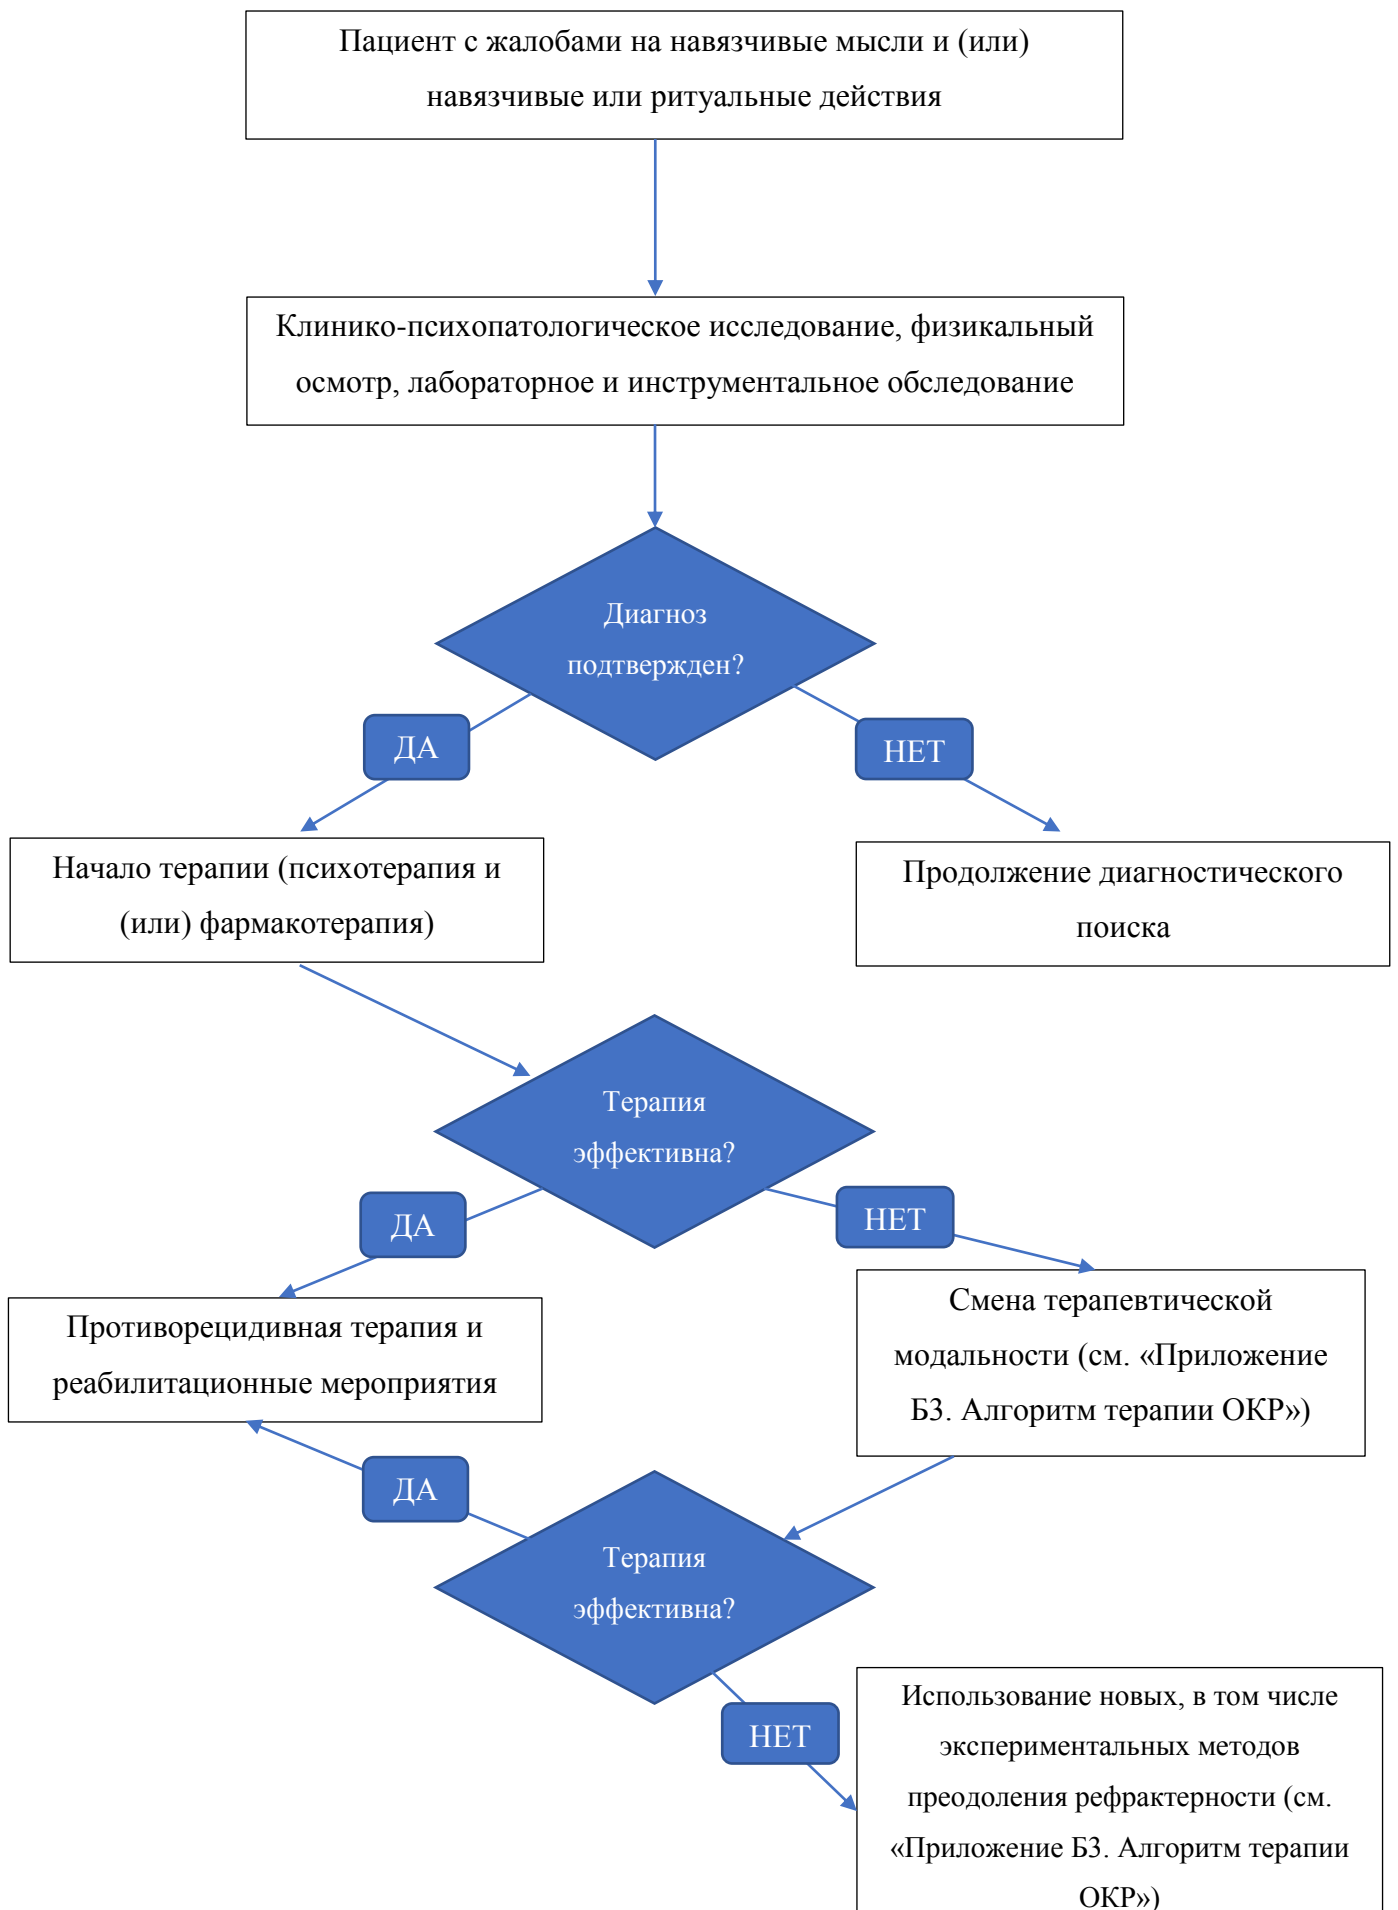 Пациент с жалобами на навязчивые мысли и (или)
навязчивые или ритуальные действия
Клинико-психопатологическое исследование, физикальный
осмотр, лабораторное и инструментальное обследование
Диагноз
подтвержден?
ДА
НЕТ
Начало терапии (психотерапия и
(или) фармакотерапия)
Продолжение диагностического
поиска
Терапия
эффективна?
ДА
НЕТ
Противорецидивная терапия и
реабилитационные мероприятия
Смена терапевтической
модальности (см. «Приложение
Б3. Алгоритм терапии ОКР»)
ДА
Терапия
эффективна?
НЕТ
Использование новых, в том числе
экспериментальных методов
преодоления рефрактерности (см.
«Приложение Б3. Алгоритм терапии
ОКР»)